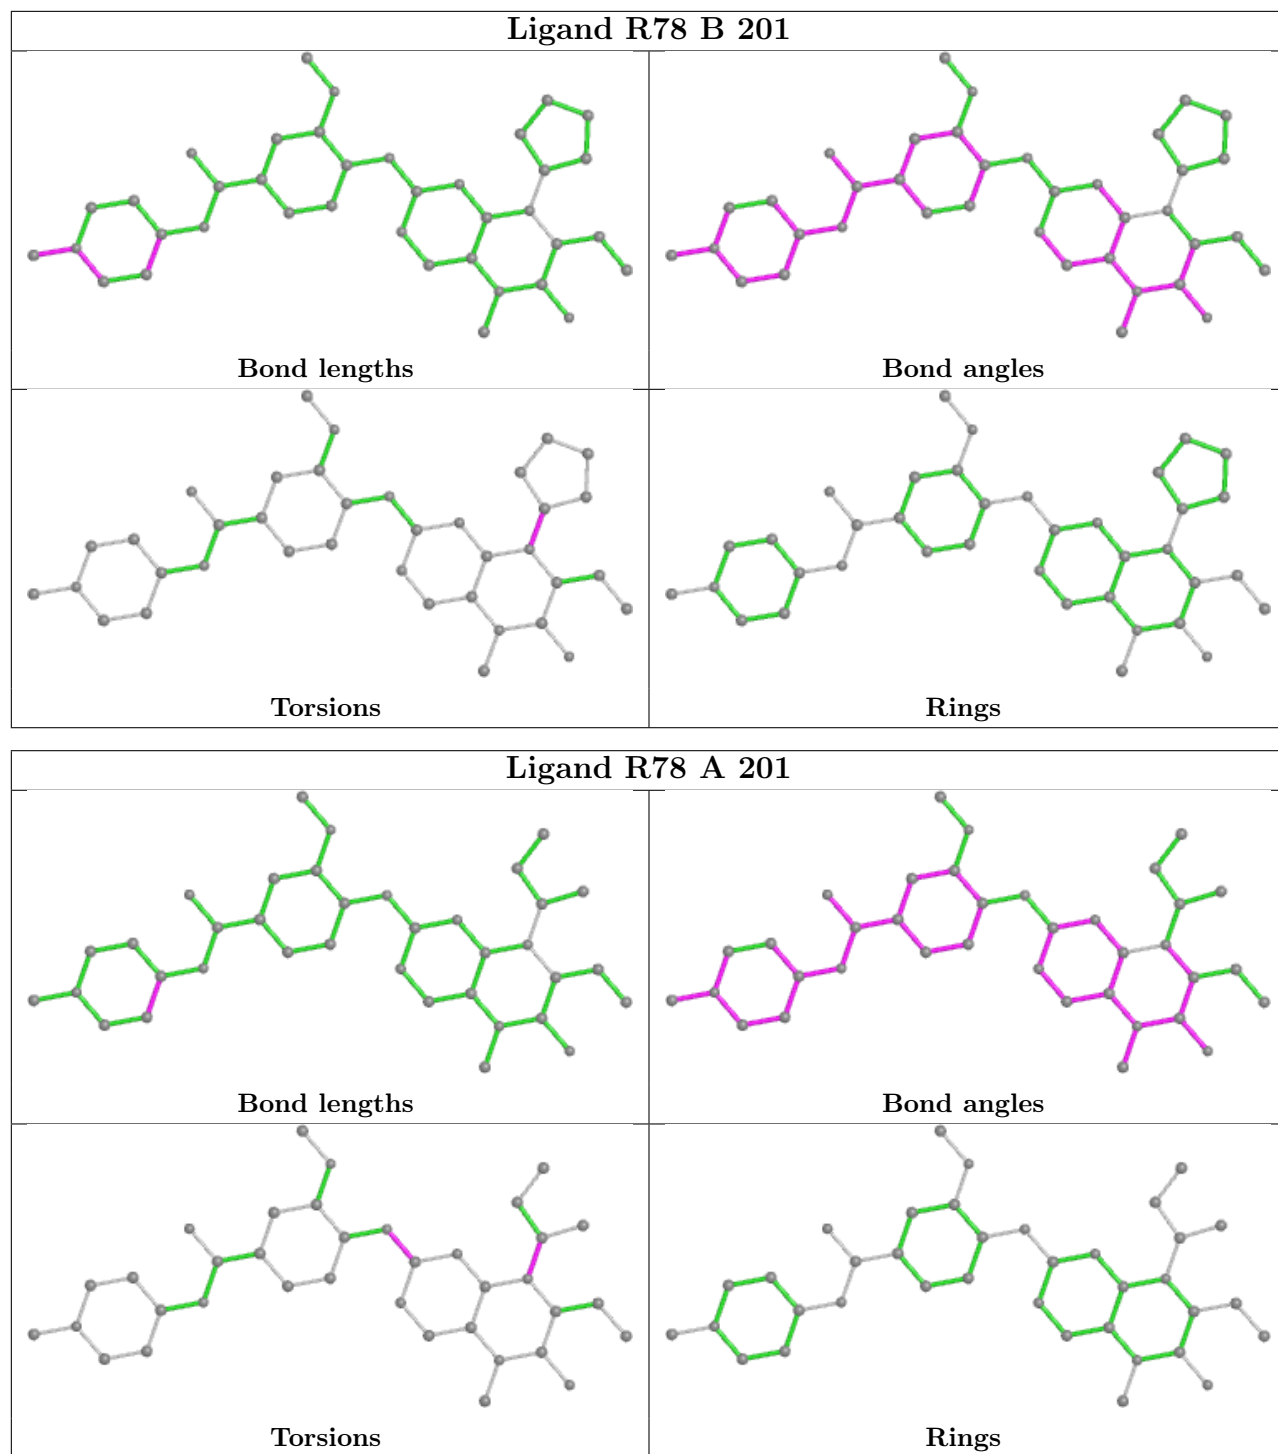 Ligand R78 B 201
Bond lengths
Bond angles
Torsions
Rings
Ligand R78 A 201
Bond lengths
Bond angles
Torsions
Rings